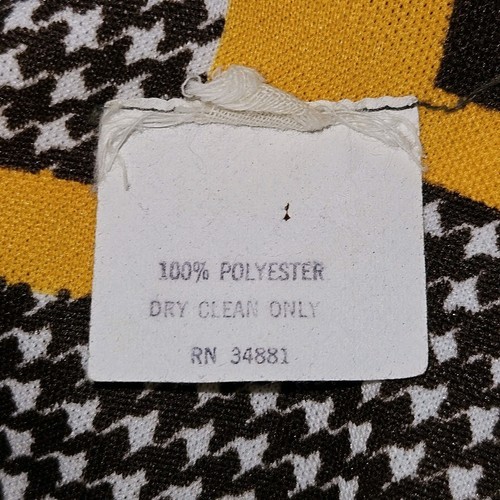 100% POLYESTER
DRY CLEAN ONLY
RN 34881